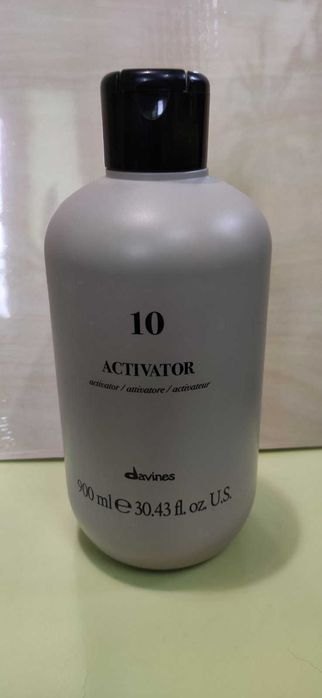 10
ACTIVATOR
activator / attivatore / activateur
davines
900 ml e 30.43 fl. oz. U.S.